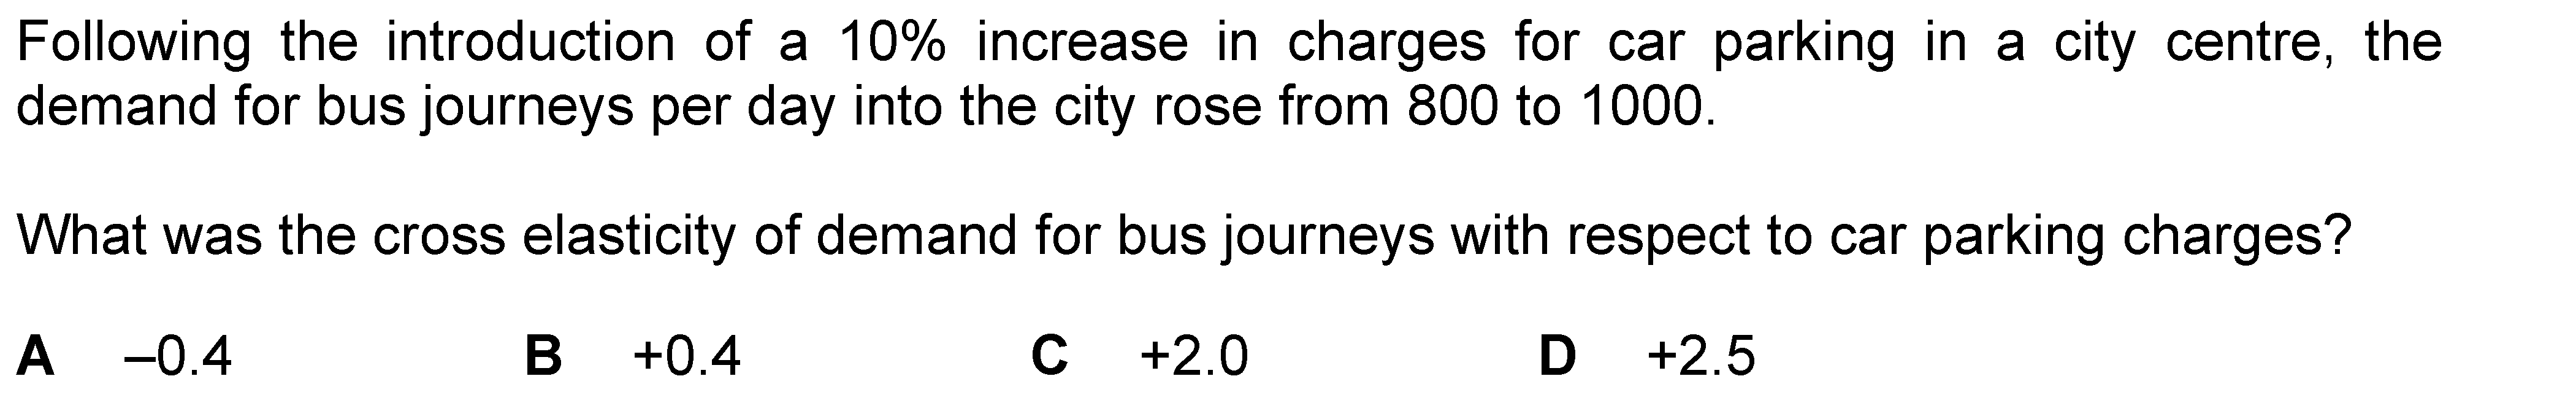 Following the introduction of a 10% increase in charges for car parking in a city centre, the
demand for bus journeys per day into the city rose from 800 to 1000.
What was the cross elasticity of demand for bus journeys with respect to car parking charges?
A –0.4 B +0.4 C +2.0 D +2.5